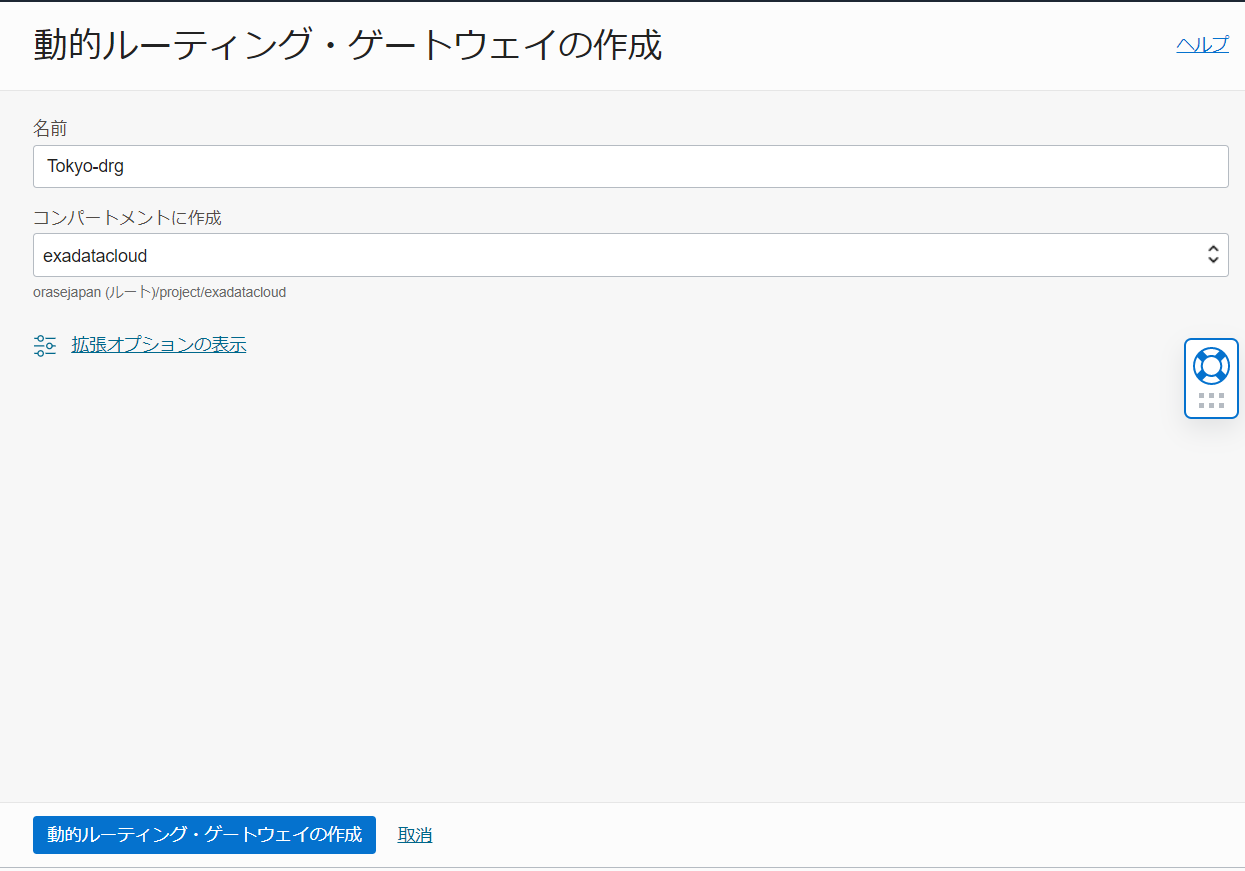 動的ルーティング・ゲートウェイの作成
ヘルプ
名前
Tokyo-drg
コンパートメントに作成
exadatacloud
orasejapan (ルート)/project/exadatacloud
拡張オプションの表示
動的ルーティング・ゲートウェイの作成
取消